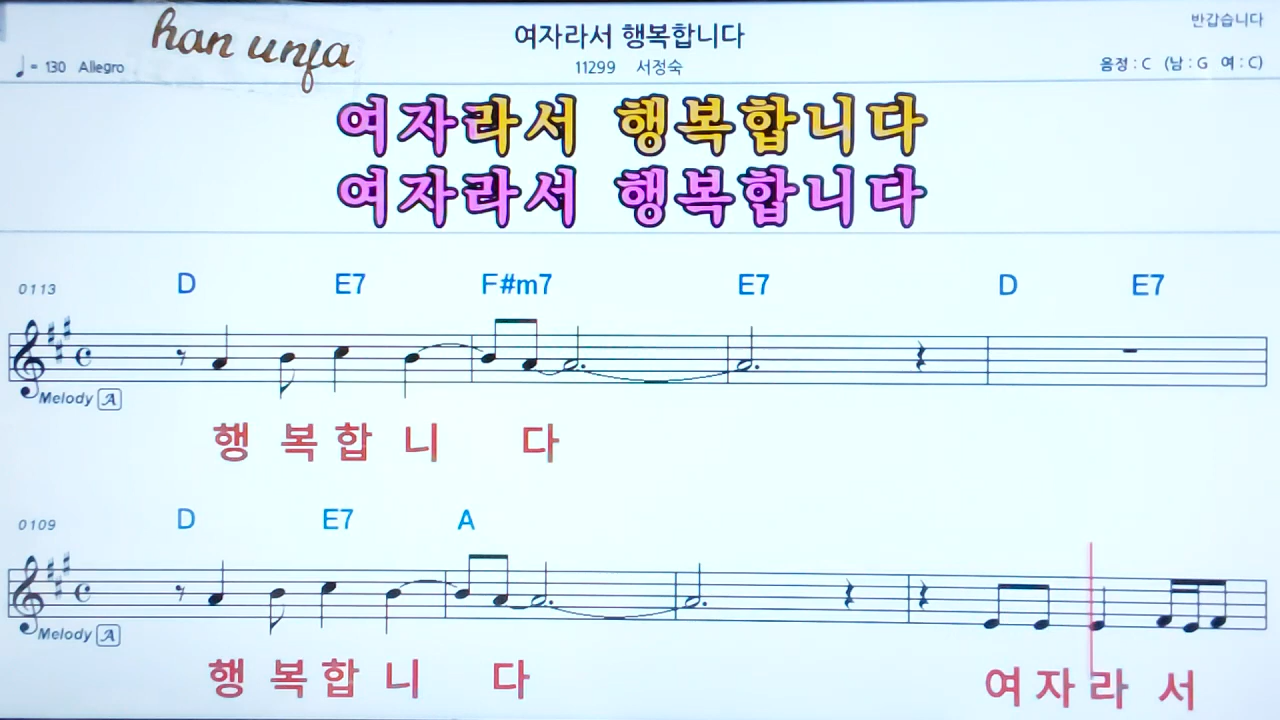 han unja
여자라서 행복합니다
반갑습니다
♩= 130 Allegro
11299 서정숙
음정 : C (남 : G 여 : C)
여자라서 행복합니다
여자라서 행복합니다
0113
D E7 F#m7 E7 D E7
Melody A
행 복 합 니 다
0109
D E7 A
Melody A
행 복 합 니 다 여 자 라 서